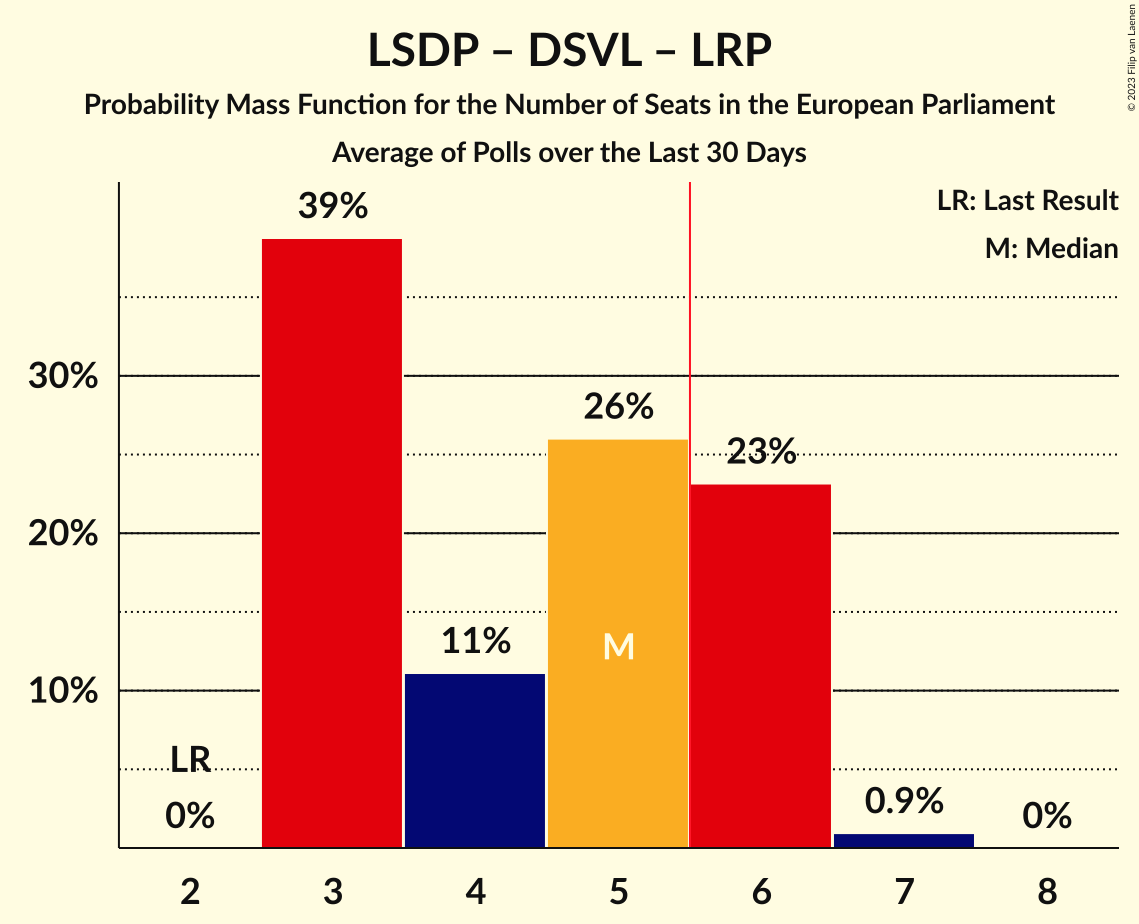 LSDP – DSVL – LRP
Probability Mass Function for the Number of Seats in the European Parliament
Average of Polls over the Last 30 Days
© 2023 Filip van Laenen
LR: Last Result
M: Median
39%
30%
26%
23%
20%
11%
M
10%
LR
0%
0.9%
0%
2 3 4 5 6 7 8